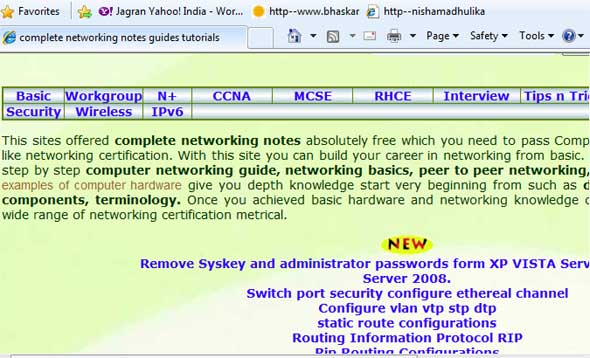 Favorites Jagran Yahoo! India - Wor... http--www.bhaskar http--nishamadhulika
complete networking notes guides tutorials Page Safety Tools
Basic Workgroup N+ CCNA MCSE RHCE Interview Tips n Tri
Security Wireless IPv6
This sites offered complete networking notes absolutely free which you need to pass Comp
like networking certification. With this site you can build your career in networking from basic.
step by step computer networking guide, networking basics, peer to peer networking,
examples of computer hardware give you depth knowledge start very beginning from such as d
components, terminology. Once you achieved basic hardware and networking knowledge
wide range of networking certification metrical.
NEW
Remove Syskey and administrator passwords form XP VISTA Serv
Server 2008.
Switch port security configure ethereal channel
Configure vlan vtp stp dtp
static route configurations
Routing Information Protocol RIP
Rip Routing Configurations